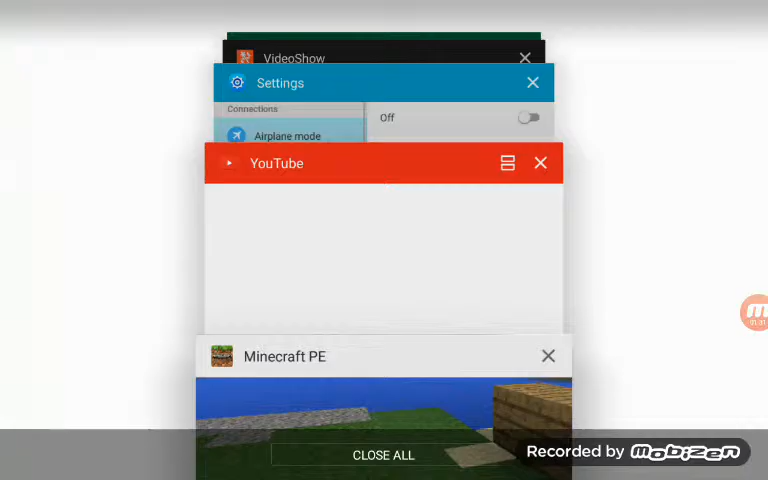 VideoShow
Settings
Connections
Off
Airplane mode
YouTube
Minecraft PE
CLOSE ALL
Recorded by Mobizen